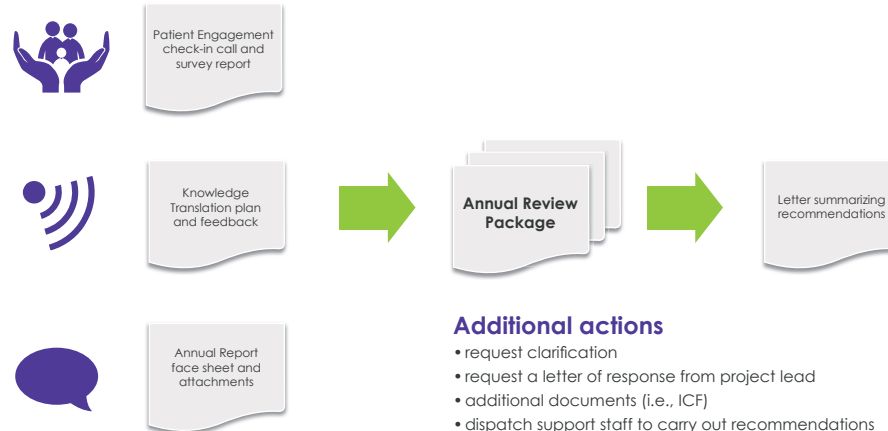 Patient Engagement
check-in call and
survey report
Knowledge
Translation plan
and feedback
Annual Review
Package
Letter summarizing
recommendations
Annual Report
face sheet and
attachments
Additional actions
• request clarification
• request a letter of response from project lead
• additional documents (i.e., ICF)
• dispatch support staff to carry out recommendations